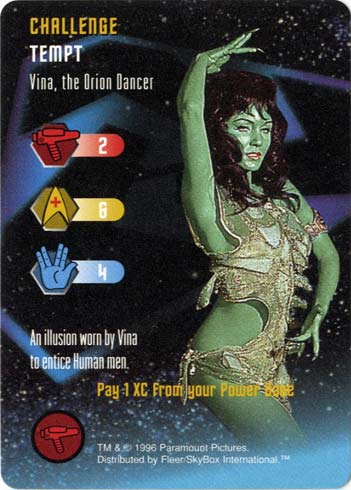 CHALLENGE
TEMPT
Vina, the Orion Dancer
2
6
4
An illusion worn by Vina
to entice Human men.
Pay 1 XC From your Power Base
TM & © 1996 Paramount Pictures.
Distributed by Fleer/SkyBox International.™